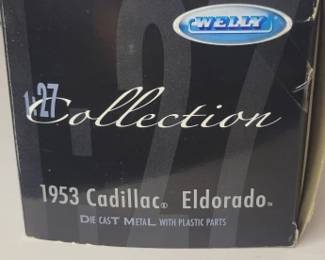 WELLY
1:27
Collection
1953 Cadillac® Eldorado™
DIE CAST METAL WITH PLASTIC PARTS